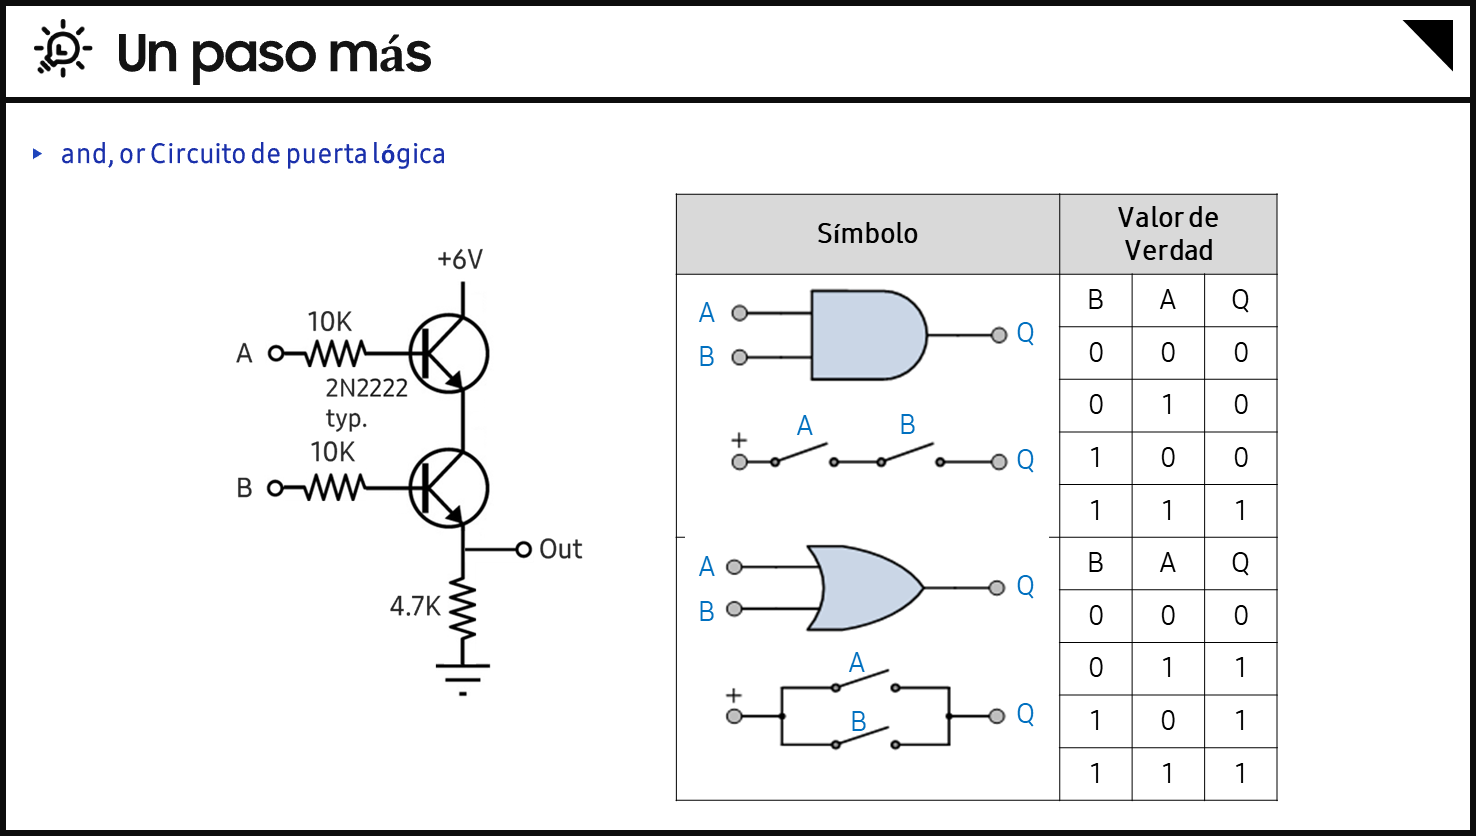 Un paso más
▸ and, or Circuito de puerta lógica
+6V
10K
A
2N2222
typ.
10K
B
Out
4.7K
Símbolo
Valor de
Verdad
A
B
Q
+
A
B
Q
B A Q
0 0 0
0 1 0
1 0 0
1 1 1
A
B
Q
+
A
B
Q
B A Q
0 0 0
0 1 1
1 0 1
1 1 1